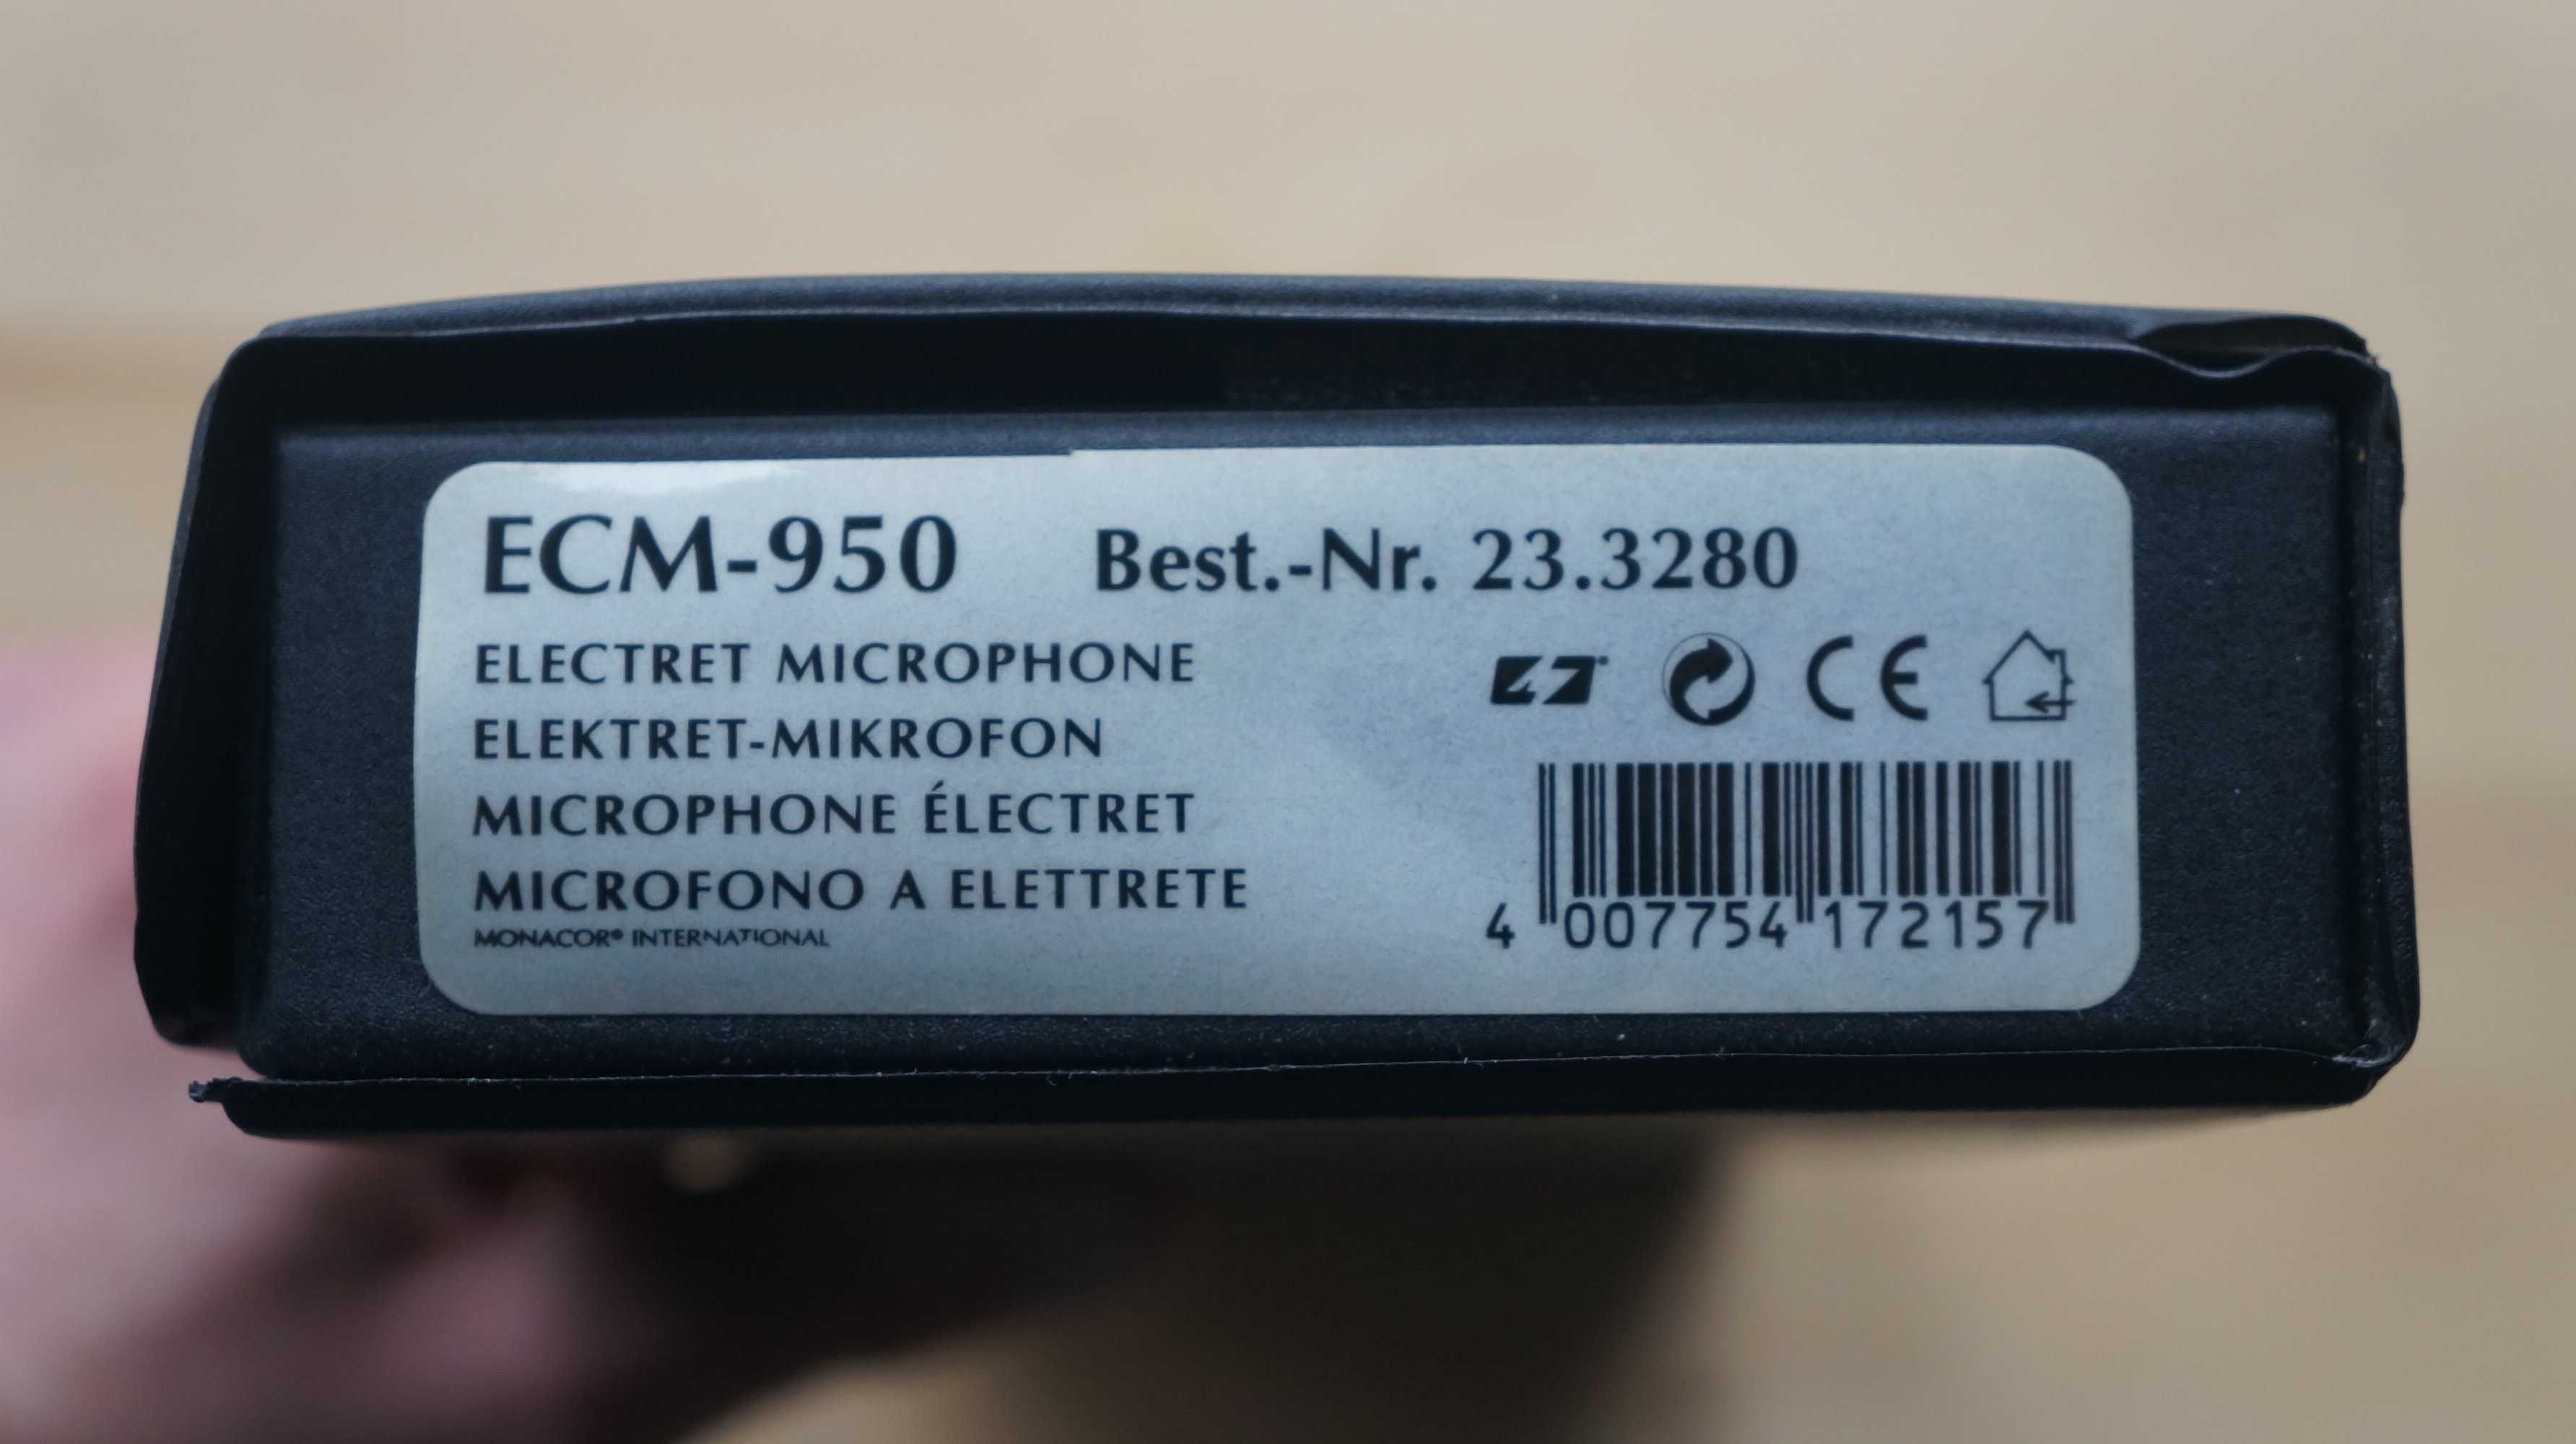 ECM-950 Best.-Nr. 23.3280
ELECTRET MICROPHONE
ELEKTRET-MIKROFON
MICROPHONE ÉLECTRET
MICROFONO A ELETTRETE
MONACOR® INTERNATIONAL
CE
4 007754 172157